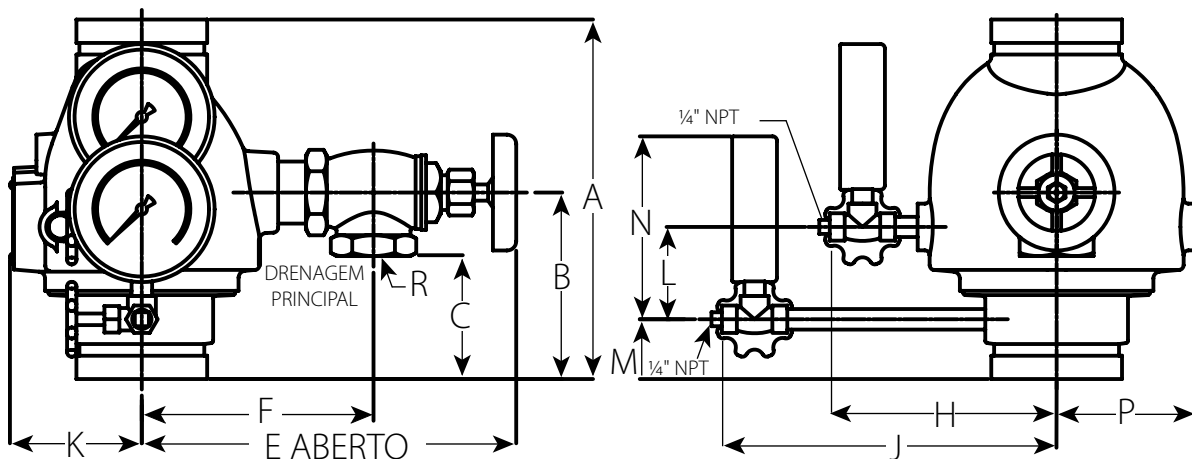 A
B
C
DRENAGEM
PRINCIPAL
R
F
K
E ABERTO
¼" NPT
N
L
M
¼" NPT
H
P
J